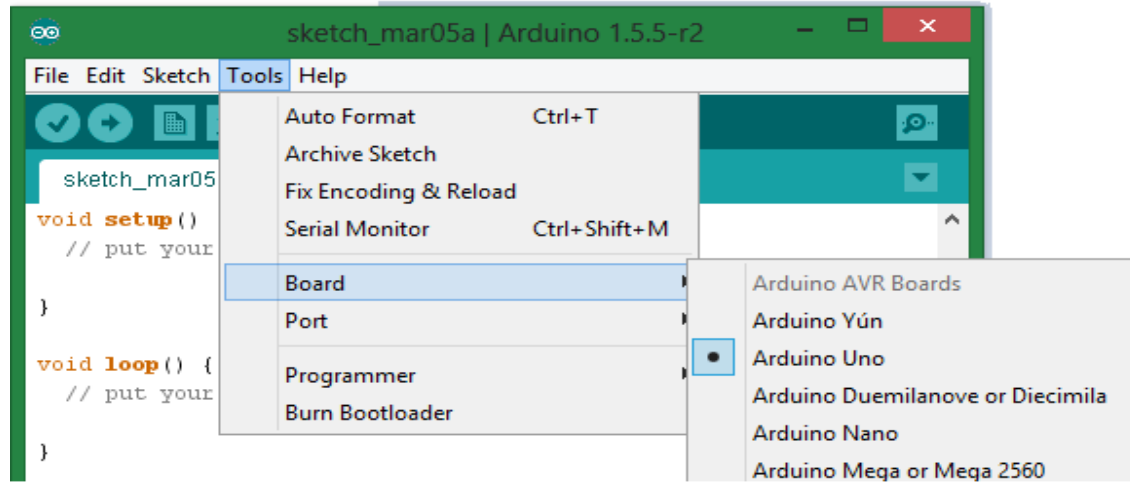 sketch_mar05a | Arduino 1.5.5-r2
File Edit Sketch Tools Help
Auto Format Ctrl+T
Archive Sketch
Fix Encoding & Reload
Serial Monitor Ctrl+Shift+M
Board
Port
Programmer
Burn Bootloader
Arduino AVR Boards
Arduino Yún
Arduino Uno
Arduino Duemilanove or Diecimila
Arduino Nano
Arduino Mega or Mega 2560
sketch_mar05
void setup()
// put your
}
void loop() {
// put your
}